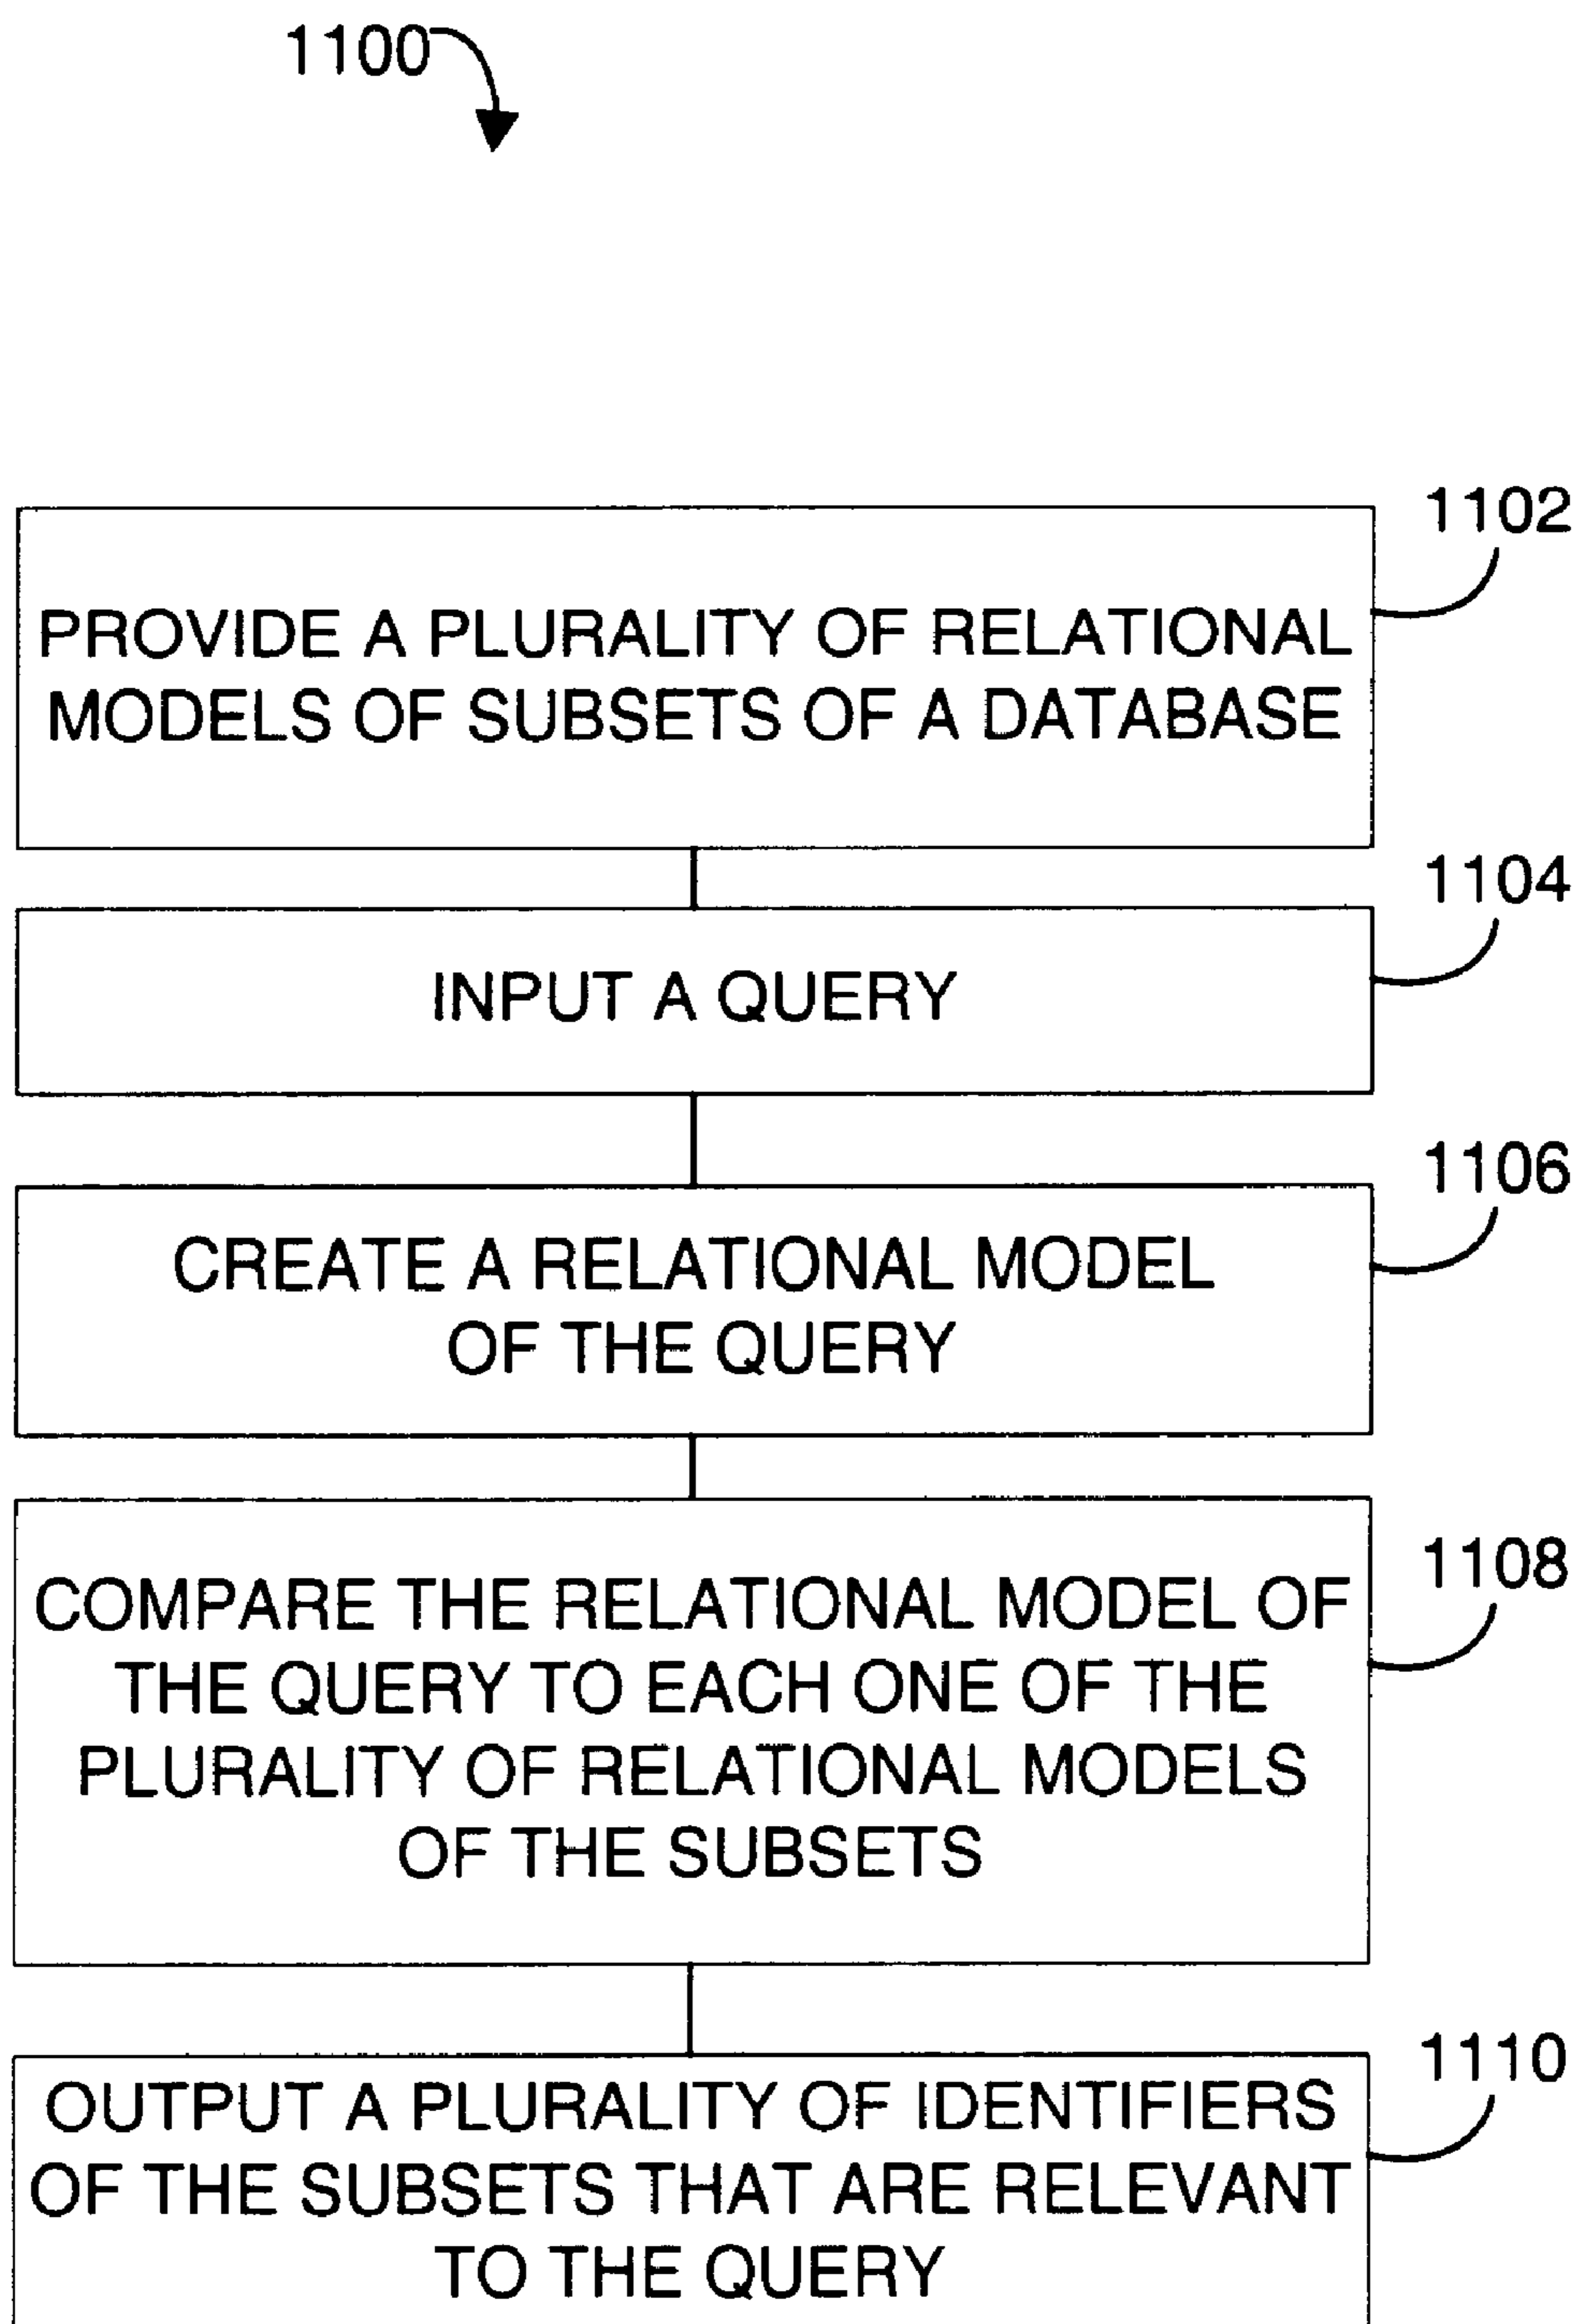 1100
1102
PROVIDE A PLURALITY OF RELATIONAL
MODELS OF SUBSETS OF A DATABASE
1104
INPUT A QUERY
1106
CREATE A RELATIONAL MODEL
OF THE QUERY
1108
COMPARE THE RELATIONAL MODEL OF
THE QUERY TO EACH ONE OF THE
PLURALITY OF RELATIONAL MODELS
OF THE SUBSETS
1110
OUTPUT A PLURALITY OF IDENTIFIERS
OF THE SUBSETS THAT ARE RELEVANT
TO THE QUERY